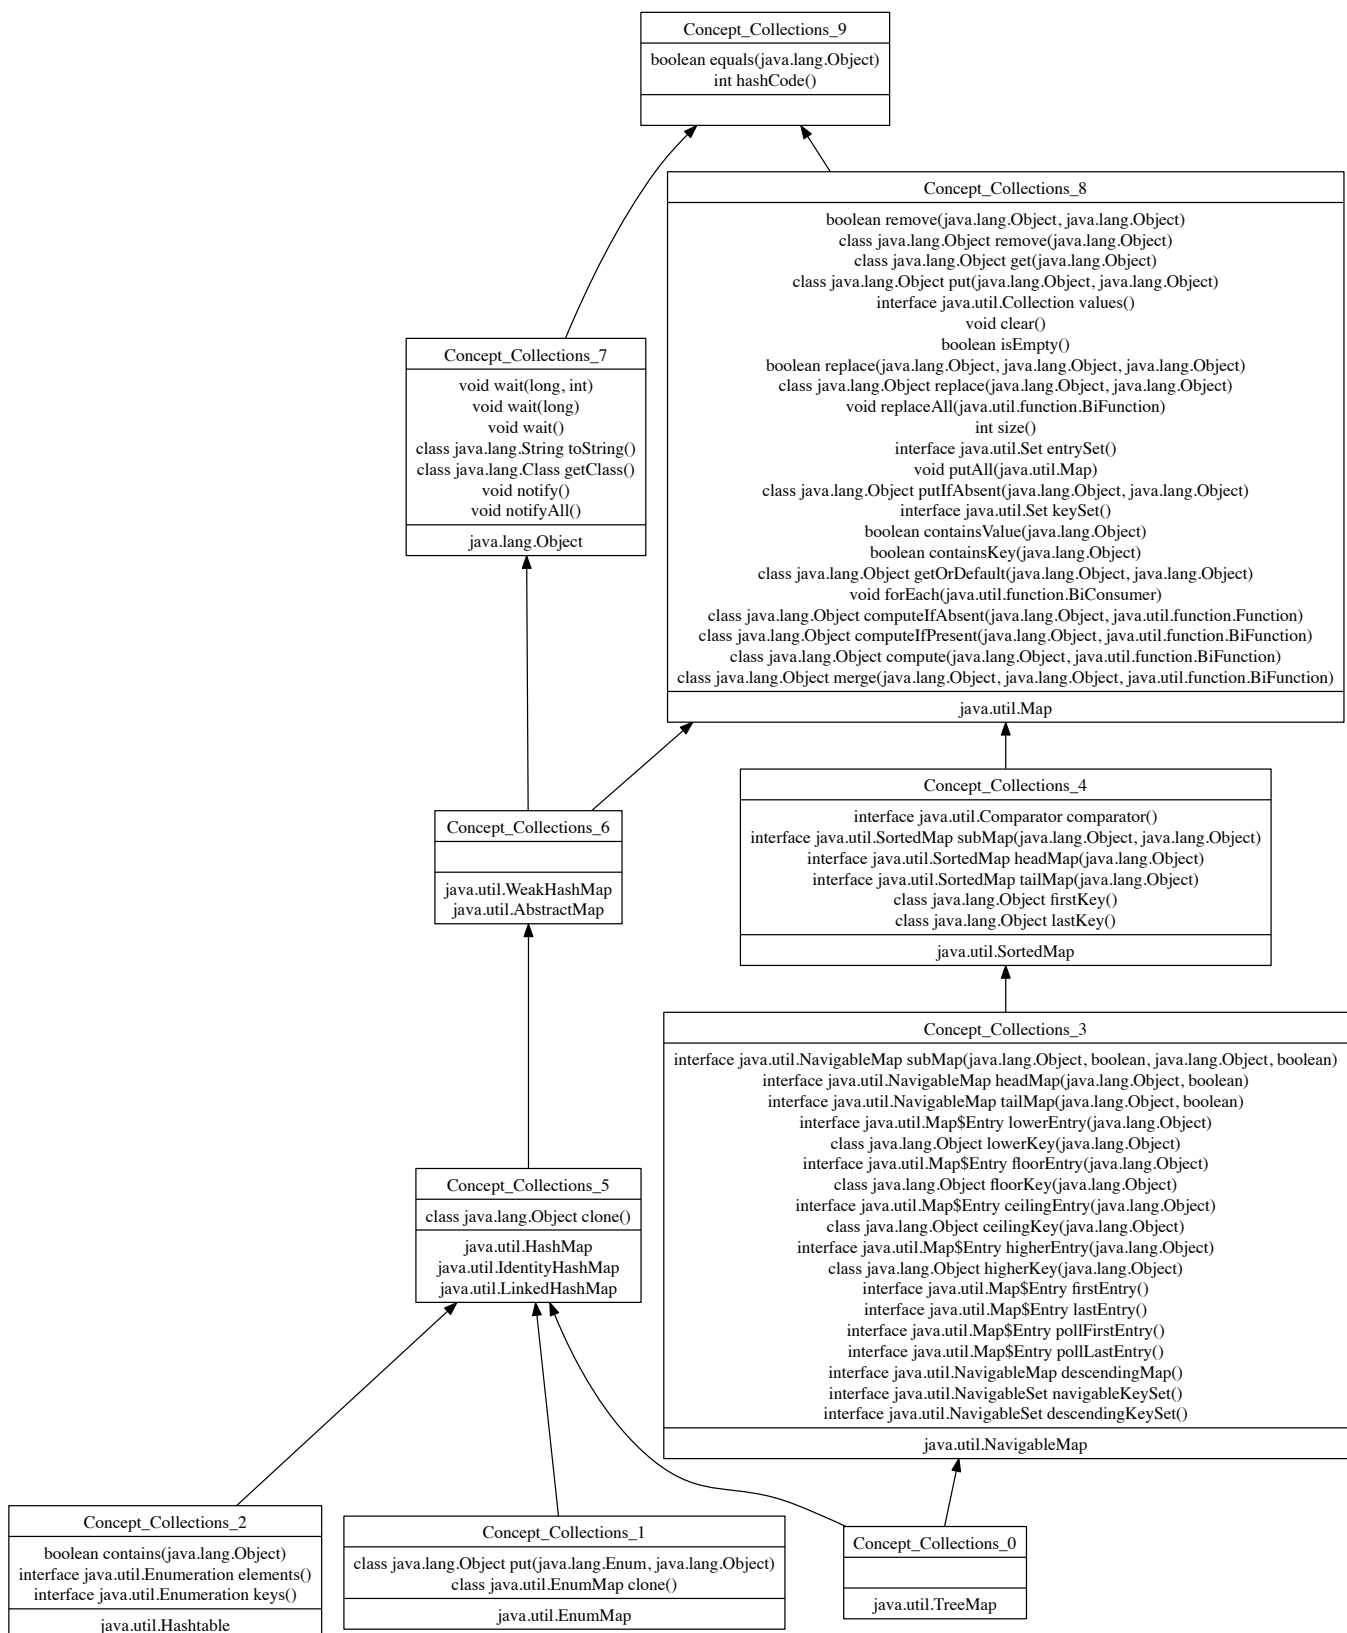 Concept_Collections_9
boolean equals(java.lang.Object)
int hashCode()
Concept_Collections_8
boolean remove(java.lang.Object, java.lang.Object)
class java.lang.Object remove(java.lang.Object)
class java.lang.Object get(java.lang.Object)
class java.lang.Object put(java.lang.Object, java.lang.Object)
interface java.util.Collection values()
void clear()
boolean isEmpty()
boolean replace(java.lang.Object, java.lang.Object, java.lang.Object)
class java.lang.Object replace(java.lang.Object, java.lang.Object)
void replaceAll(java.util.function.BiFunction)
int size()
interface java.util.Set entrySet()
void putAll(java.util.Map)
class java.lang.Object putIfAbsent(java.lang.Object, java.lang.Object)
interface java.util.Set keySet()
boolean containsValue(java.lang.Object)
boolean containsKey(java.lang.Object)
class java.lang.Object getOrDefault(java.lang.Object, java.lang.Object)
void forEach(java.util.function.BiConsumer)
class java.lang.Object computeIfAbsent(java.lang.Object, java.util.function.Function)
class java.lang.Object computeIfPresent(java.lang.Object, java.util.function.BiFunction)
class java.lang.Object compute(java.lang.Object, java.util.function.BiFunction)
class java.lang.Object merge(java.lang.Object, java.lang.Object, java.util.function.BiFunction)
java.util.Map
Concept_Collections_7
void wait(long, int)
void wait(long)
void wait()
class java.lang.String toString()
class java.lang.Class getClass()
void notify()
void notifyAll()
java.lang.Object
Concept_Collections_4
interface java.util.Comparator comparator()
interface java.util.SortedMap subMap(java.lang.Object, java.lang.Object)
interface java.util.SortedMap headMap(java.lang.Object)
interface java.util.SortedMap tailMap(java.lang.Object)
class java.lang.Object firstKey()
class java.lang.Object lastKey()
java.util.SortedMap
Concept_Collections_6
java.util.WeakHashMap
java.util.AbstractMap
Concept_Collections_3
interface java.util.NavigableMap subMap(java.lang.Object, boolean, java.lang.Object, boolean)
interface java.util.NavigableMap headMap(java.lang.Object, boolean)
interface java.util.NavigableMap tailMap(java.lang.Object, boolean)
interface java.util.Map$Entry lowerEntry(java.lang.Object)
class java.lang.Object lowerKey(java.lang.Object)
interface java.util.Map$Entry floorEntry(java.lang.Object)
class java.lang.Object floorKey(java.lang.Object)
interface java.util.Map$Entry ceilingEntry(java.lang.Object)
class java.lang.Object ceilingKey(java.lang.Object)
interface java.util.Map$Entry higherEntry(java.lang.Object)
class java.lang.Object higherKey(java.lang.Object)
interface java.util.Map$Entry firstEntry()
interface java.util.Map$Entry lastEntry()
interface java.util.Map$Entry pollFirstEntry()
interface java.util.Map$Entry pollLastEntry()
interface java.util.NavigableMap descendingMap()
interface java.util.NavigableSet navigableKeySet()
interface java.util.NavigableSet descendingKeySet()
java.util.NavigableMap
Concept_Collections_5
class java.lang.Object clone()
java.util.HashMap
java.util.IdentityHashMap
java.util.LinkedHashMap
Concept_Collections_2
boolean contains(java.lang.Object)
interface java.util.Enumeration elements()
interface java.util.Enumeration keys()
java.util.Hashtable
Concept_Collections_1
class java.lang.Object put(java.lang.Enum, java.lang.Object)
class java.util.EnumMap clone()
java.util.EnumMap
Concept_Collections_0
java.util.TreeMap